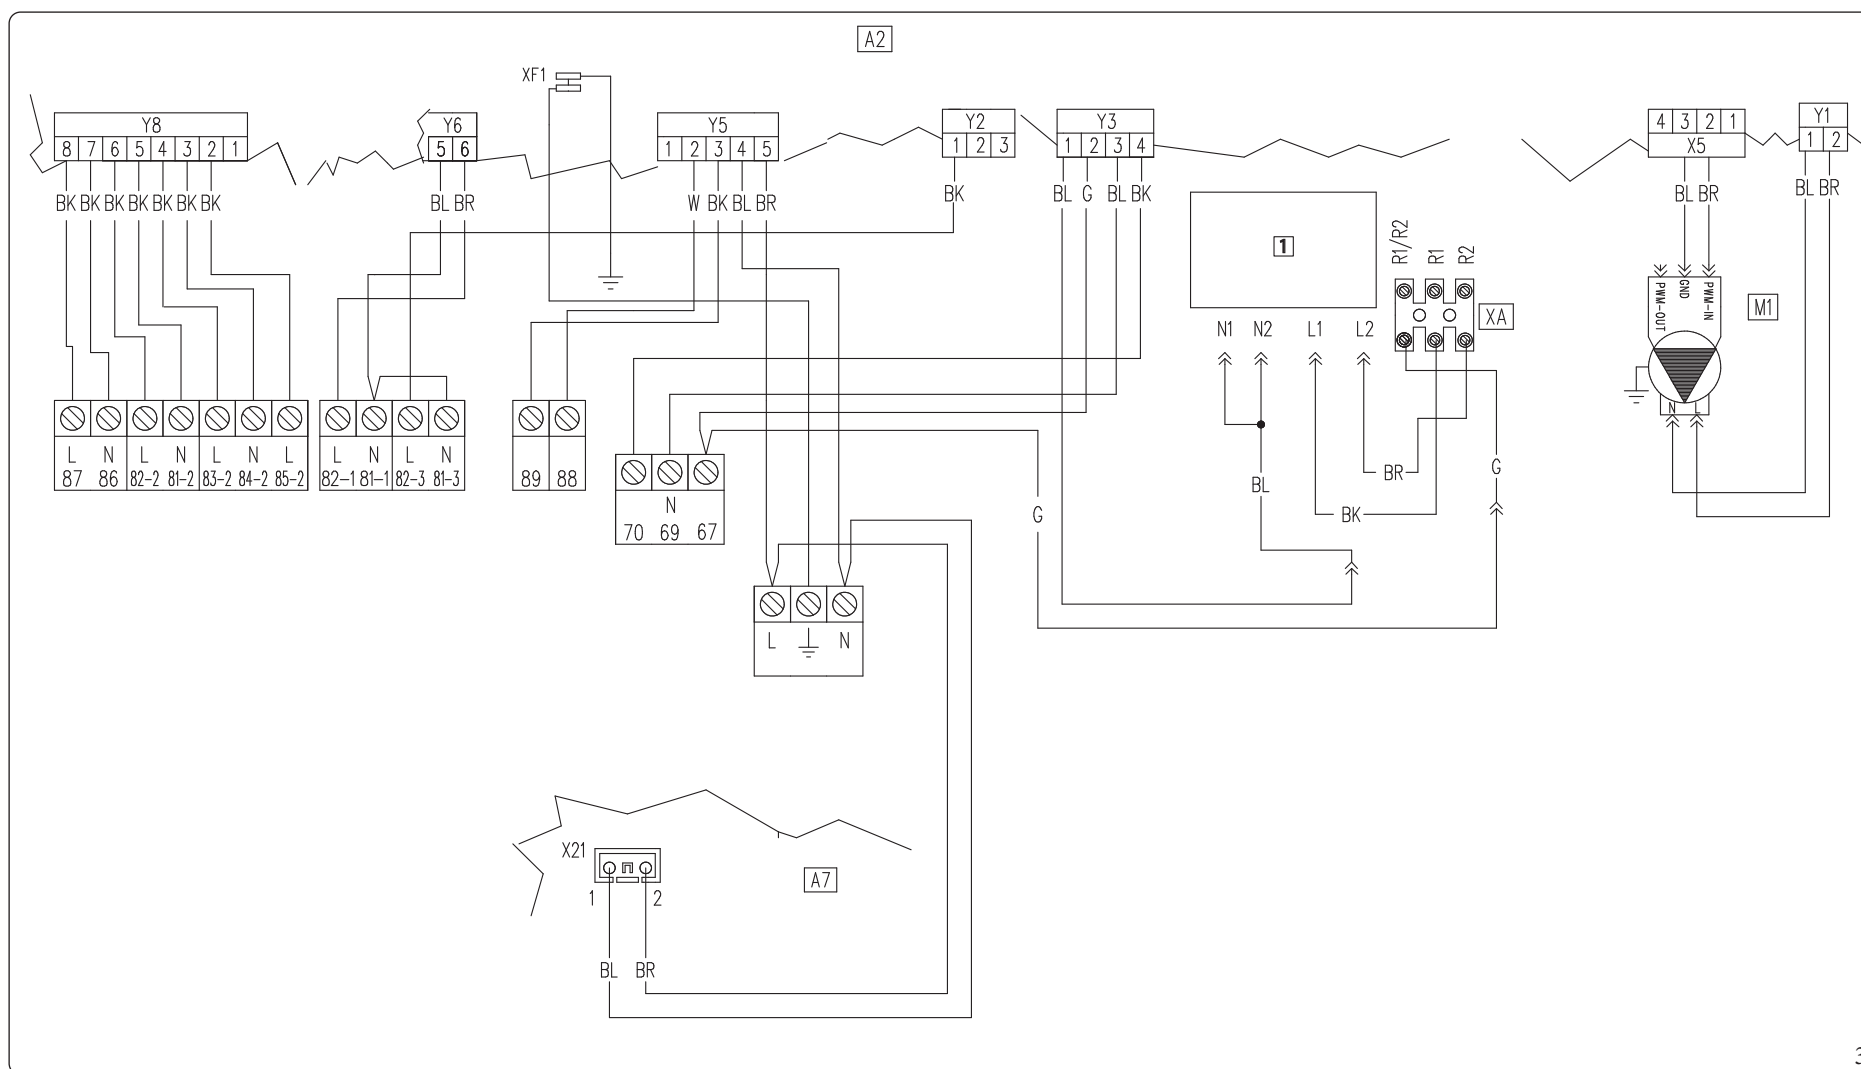 A2
XF1
Y8
8 7 6 5 4 3 2 1
Y6
5 6
Y5
1 2 3 4 5
Y2
1 2 3
Y3
1 2 3 4
4 3 2 1
X5
Y1
1 2
BK BK BK BK BK BK BK
BL BR
W BK BL BR
BK
BL G BL BK
BL BR
BL BR
1
R1/R2
R1
R2
XA
N1 N2 L1 L2
PWM-OUT
GND
PWM-IN
M1
N L
L N L N L N L
87 86 82-2 81-2 83-2 84-2 85-2
L N L N
82-1 81-1 82-3 81-3
89 88
N
70 69 67
BR
G
BL
BK
G
L N
X21
1 2
A7
BL BR
3